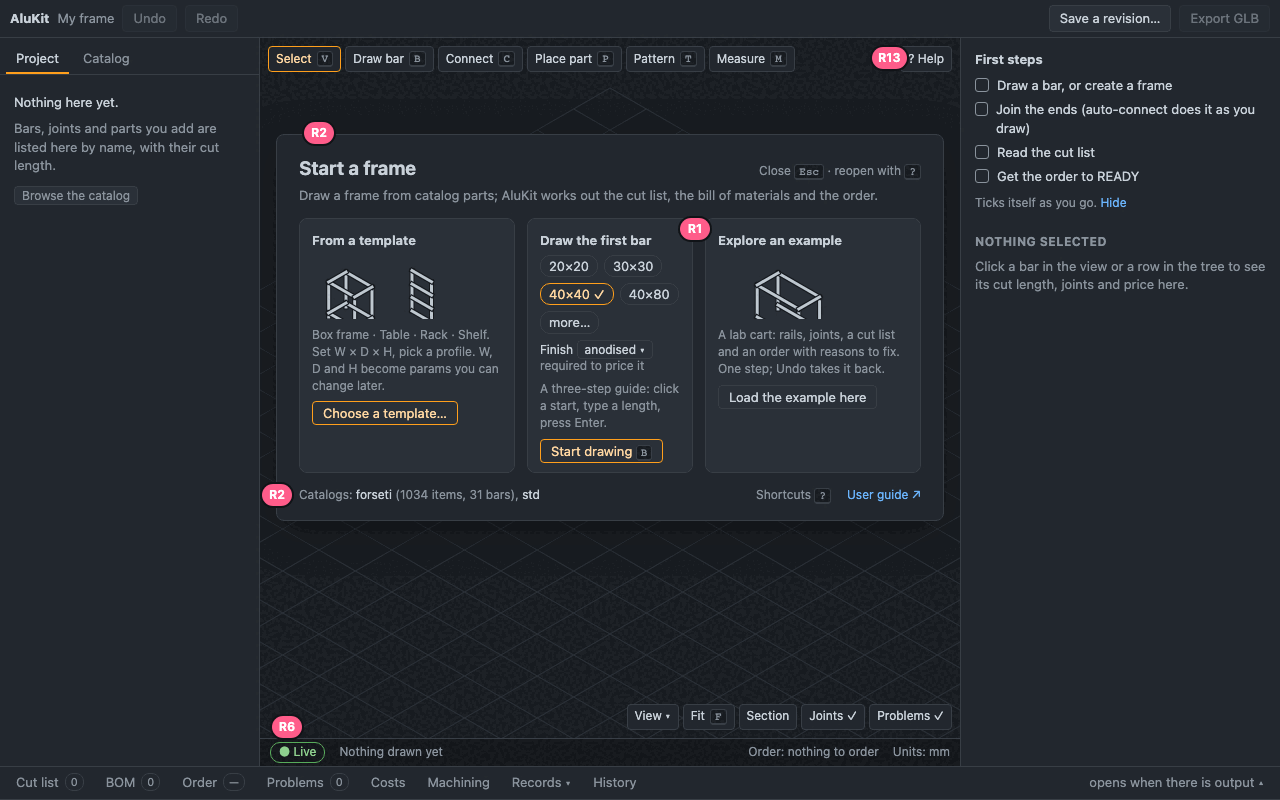 AluKit My frame Undo Redo Save a revision... Export GLB
Project Catalog
Select V Draw bar B Connect C Place part P Pattern T Measure M R13 ? Help
Nothing here yet.
Bars, joints and parts you add are
listed here by name, with their cut
length.
Browse the catalog
R2
Start a frame
Close Esc · reopen with ?
Draw a frame from catalog parts; AluKit works out the cut list, the bill of materials and the order.
From a template
Box frame · Table · Rack · Shelf.
Set W × D × H, pick a profile. W,
D and H become params you can
change later.
Choose a template...
R1
Draw the first bar
20×20 30×30
40×40 ✓ 40×80
more...
Finish anodised ▾
required to price it
A three-step guide: click
a start, type a length,
press Enter.
Start drawing B
Explore an example
A lab cart: rails, joints, a cut list
and an order with reasons to fix.
One step; Undo takes it back.
Load the example here
R2
Catalogs: forseti (1034 items, 31 bars), std
Shortcuts ? User guide ↗
First steps
Draw a bar, or create a frame
Join the ends (auto-connect does it as you
draw)
Read the cut list
Get the order to READY
Ticks itself as you go. Hide
NOTHING SELECTED
Click a bar in the view or a row in the tree to see
its cut length, joints and price here.
View ▾ Fit F Section Joints ✓ Problems ✓
R6
Live Nothing drawn yet Order: nothing to order Units: mm
Cut list 0 BOM 0 Order — Problems 0 Costs Machining Records ▾ History opens when there is output ▴